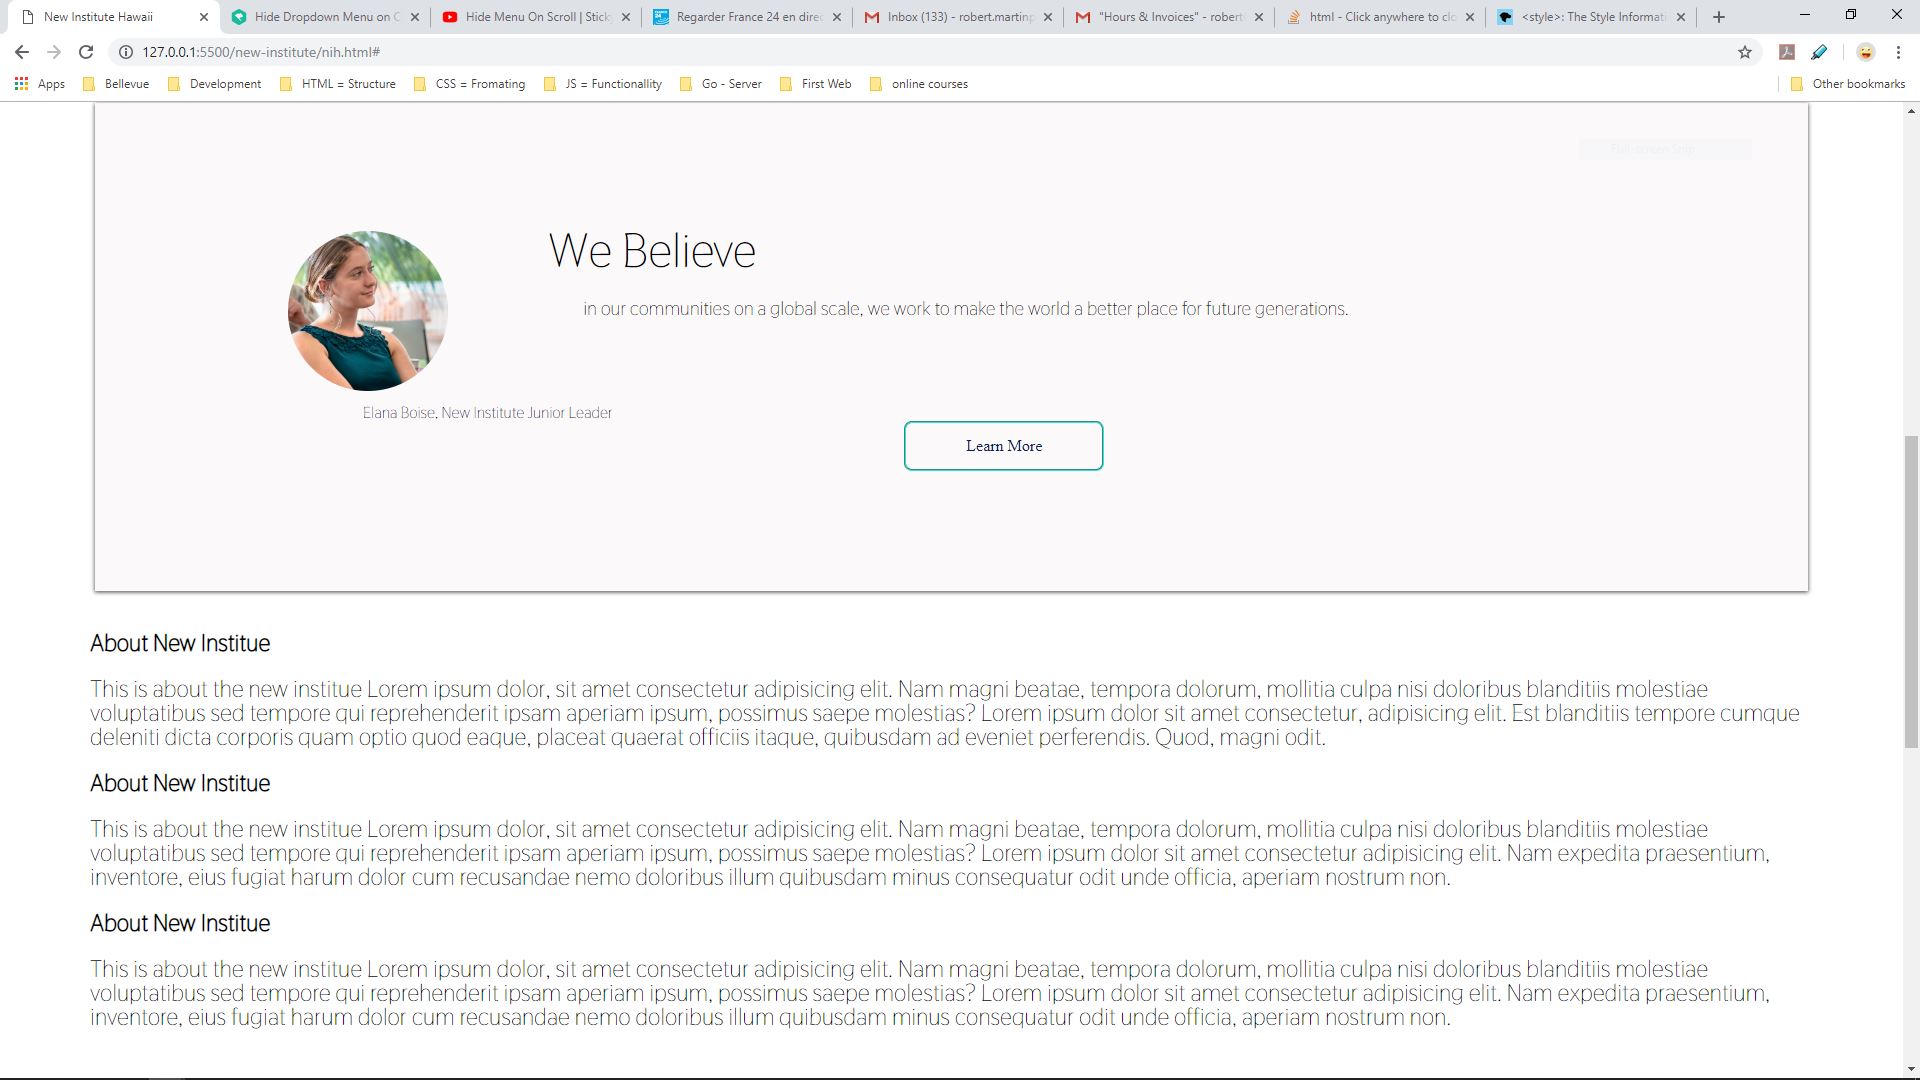 New Institute Hawaii
Hide Dropdown Menu on C
Hide Menu On Scroll | Stick
Regarder France 24 en direc
Inbox (133) - robert.martinp
"Hours & Invoices" - robert
html - Click anywhere to clo
<style>: The Style Informati
127.0.0.1:5500/new-institute/nih.html#
Apps
Bellevue
Development
HTML = Structure
CSS = Fromating
JS = Functionallity
Go - Server
First Web
online courses
Other bookmarks
Full-screen Snip
We Believe
in our communities on a global scale, we work to make the world a better place for future generations.
Elana Boise, New Institute Junior Leader
Learn More
About New Institue
This is about the new institue Lorem ipsum dolor, sit amet consectetur adipisicing elit. Nam magni beatae, tempora dolorum, mollitia culpa nisi doloribus blanditiis molestiae
voluptatibus sed tempore qui reprehenderit ipsam aperiam ipsum, possimus saepe molestias? Lorem ipsum dolor sit amet consectetur, adipisicing elit. Est blanditiis tempore cumque
deleniti dicta corporis quam optio quod eaque, placeat quaerat officiis itaque, quibusdam ad eveniet perferendis. Quod, magni odit.
About New Institue
This is about the new institue Lorem ipsum dolor, sit amet consectetur adipisicing elit. Nam magni beatae, tempora dolorum, mollitia culpa nisi doloribus blanditiis molestiae
voluptatibus sed tempore qui reprehenderit ipsam aperiam ipsum, possimus saepe molestias? Lorem ipsum dolor sit amet consectetur adipisicing elit. Nam expedita praesentium,
inventore, eius fugiat harum dolor cum recusandae nemo doloribus illum quibusdam minus consequatur odit unde officia, aperiam nostrum non.
About New Institue
This is about the new institue Lorem ipsum dolor, sit amet consectetur adipisicing elit. Nam magni beatae, tempora dolorum, mollitia culpa nisi doloribus blanditiis molestiae
voluptatibus sed tempore qui reprehenderit ipsam aperiam ipsum, possimus saepe molestias? Lorem ipsum dolor sit amet consectetur adipisicing elit. Nam expedita praesentium,
inventore, eius fugiat harum dolor cum recusandae nemo doloribus illum quibusdam minus consequatur odit unde officia, aperiam nostrum non.